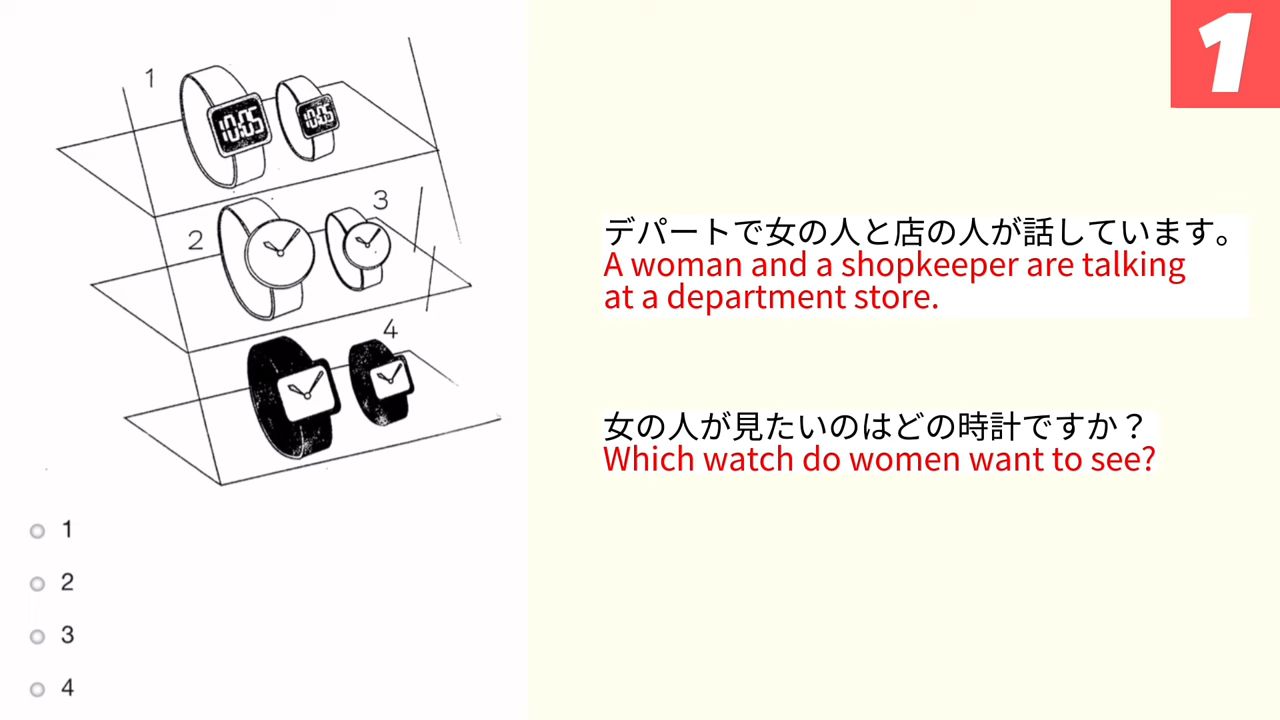 1
1
10:05
10:05
2
3
4
デパートで女の人と店の人が話しています。
A woman and a shopkeeper are talking
at a department store.
女の人が見たいのはどの時計ですか？
Which watch do women want to see?
1
2
3
4